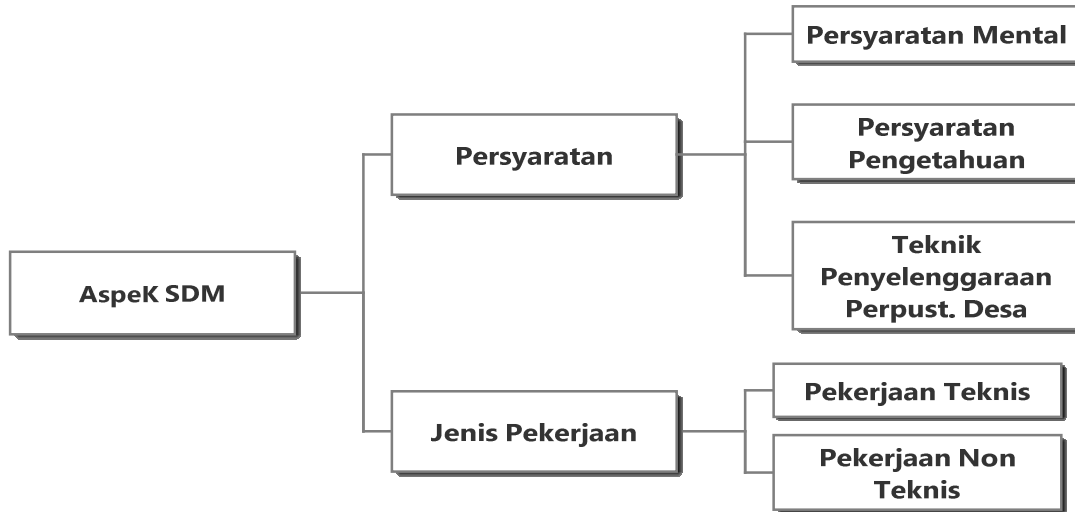 Persyaratan Mental
Persyaratan
Pengetahuan
Persyaratan
Teknik
Penyelenggaraan
Perpust. Desa
AspeK SDM
Pekerjaan Teknis
Jenis Pekerjaan
Pekerjaan Non
Teknis